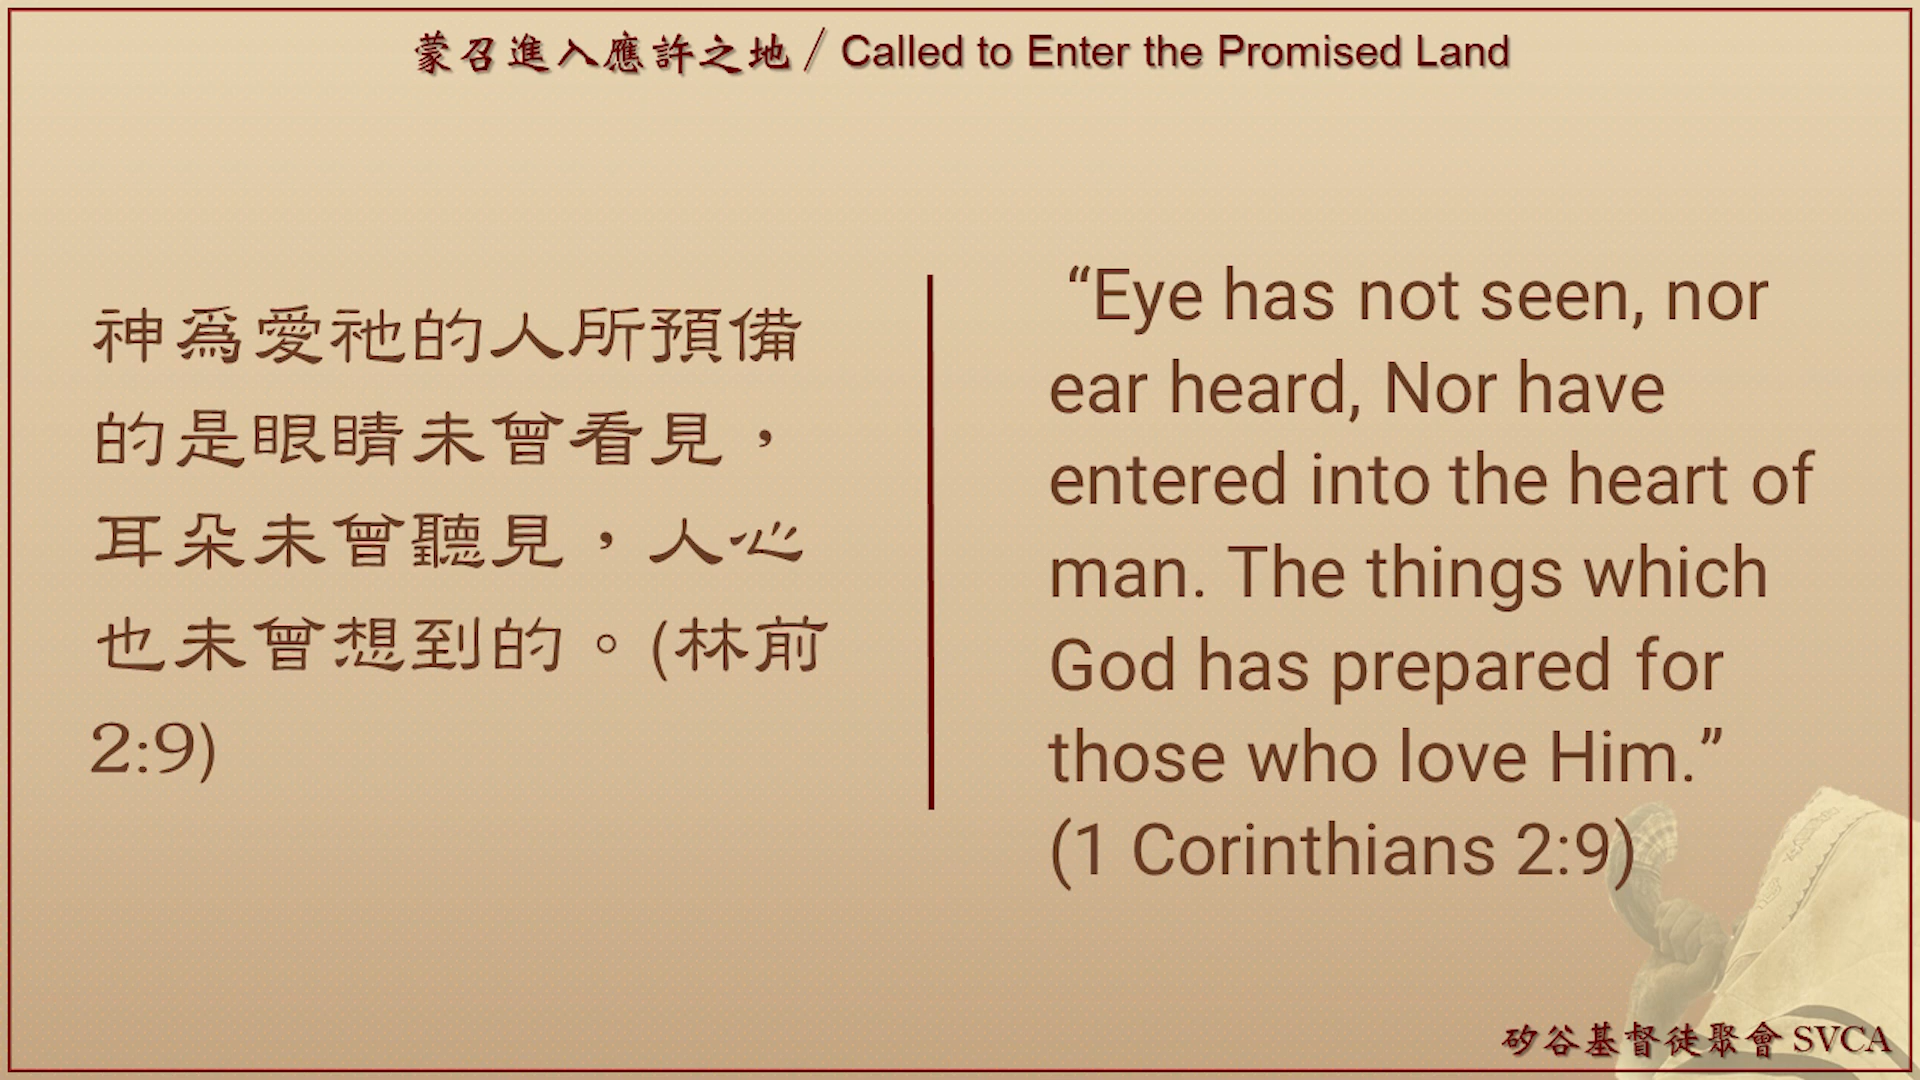 蒙召進入應許之地 / Called to Enter the Promised Land
神爲愛祂的人所預備
的是眼睛未曾看見，
耳朵未曾聽見，人心
也未曾想到的。(林前
2:9)
“Eye has not seen, nor
ear heard, Nor have
entered into the heart of
man. The things which
God has prepared for
those who love Him.”
(1 Corinthians 2:9)
矽谷基督徒聚會 SVCA